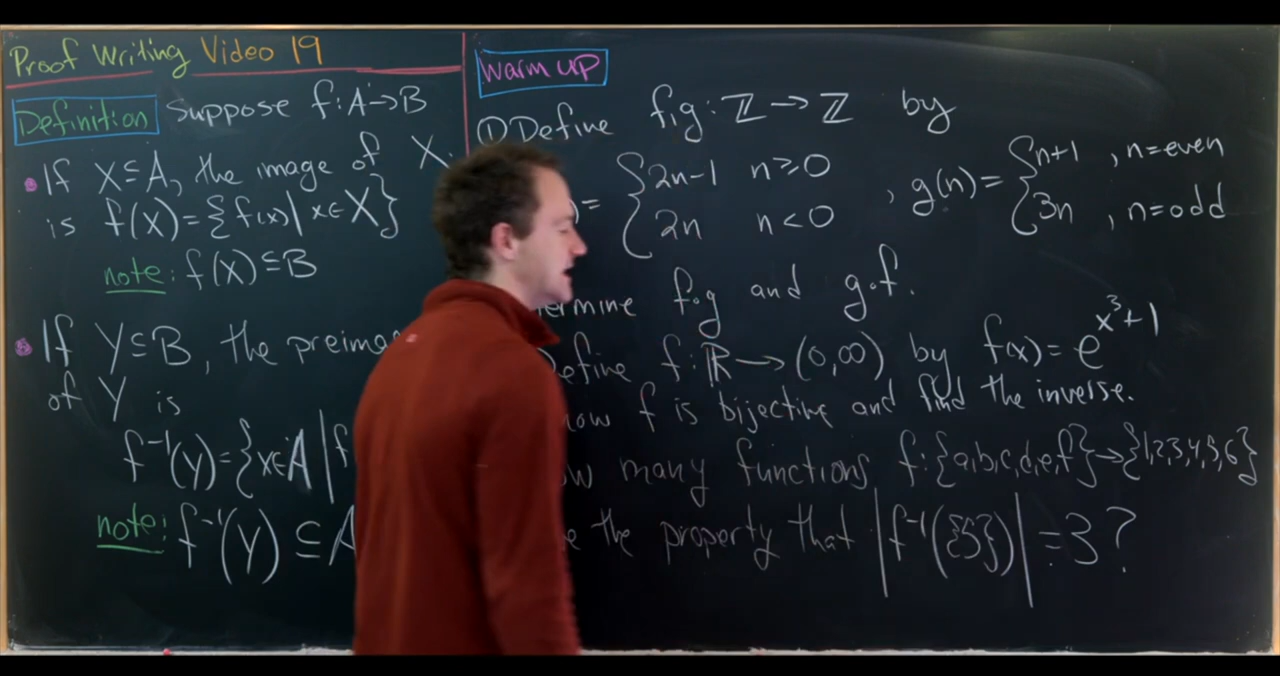 Proof Writing Video 19
Definition Suppose f: A→B
• If X⊆A, the image of X
is f(X)={f(x)| x∈X}
note: f(X)⊆B
• If Y⊆B, the
of Y is
f⁻¹(Y)={x∈A | f
note: f⁻¹(Y) ⊆ A
Warm up
① Define f,g: ℤ→ℤ by
= {2n-1 n≥0
2n n<0
, g(n)= {n+1 , n=even
3n , n=odd
f∘g and g∘f.
f: ℝ→(0,∞) by f(x)=e^{x³+1}
f is bijective and find the inverse.
many functions f:{a,b,c,d,e,f}→{1,2,3,4,5,6}
the property that |f⁻¹({5})|=3?